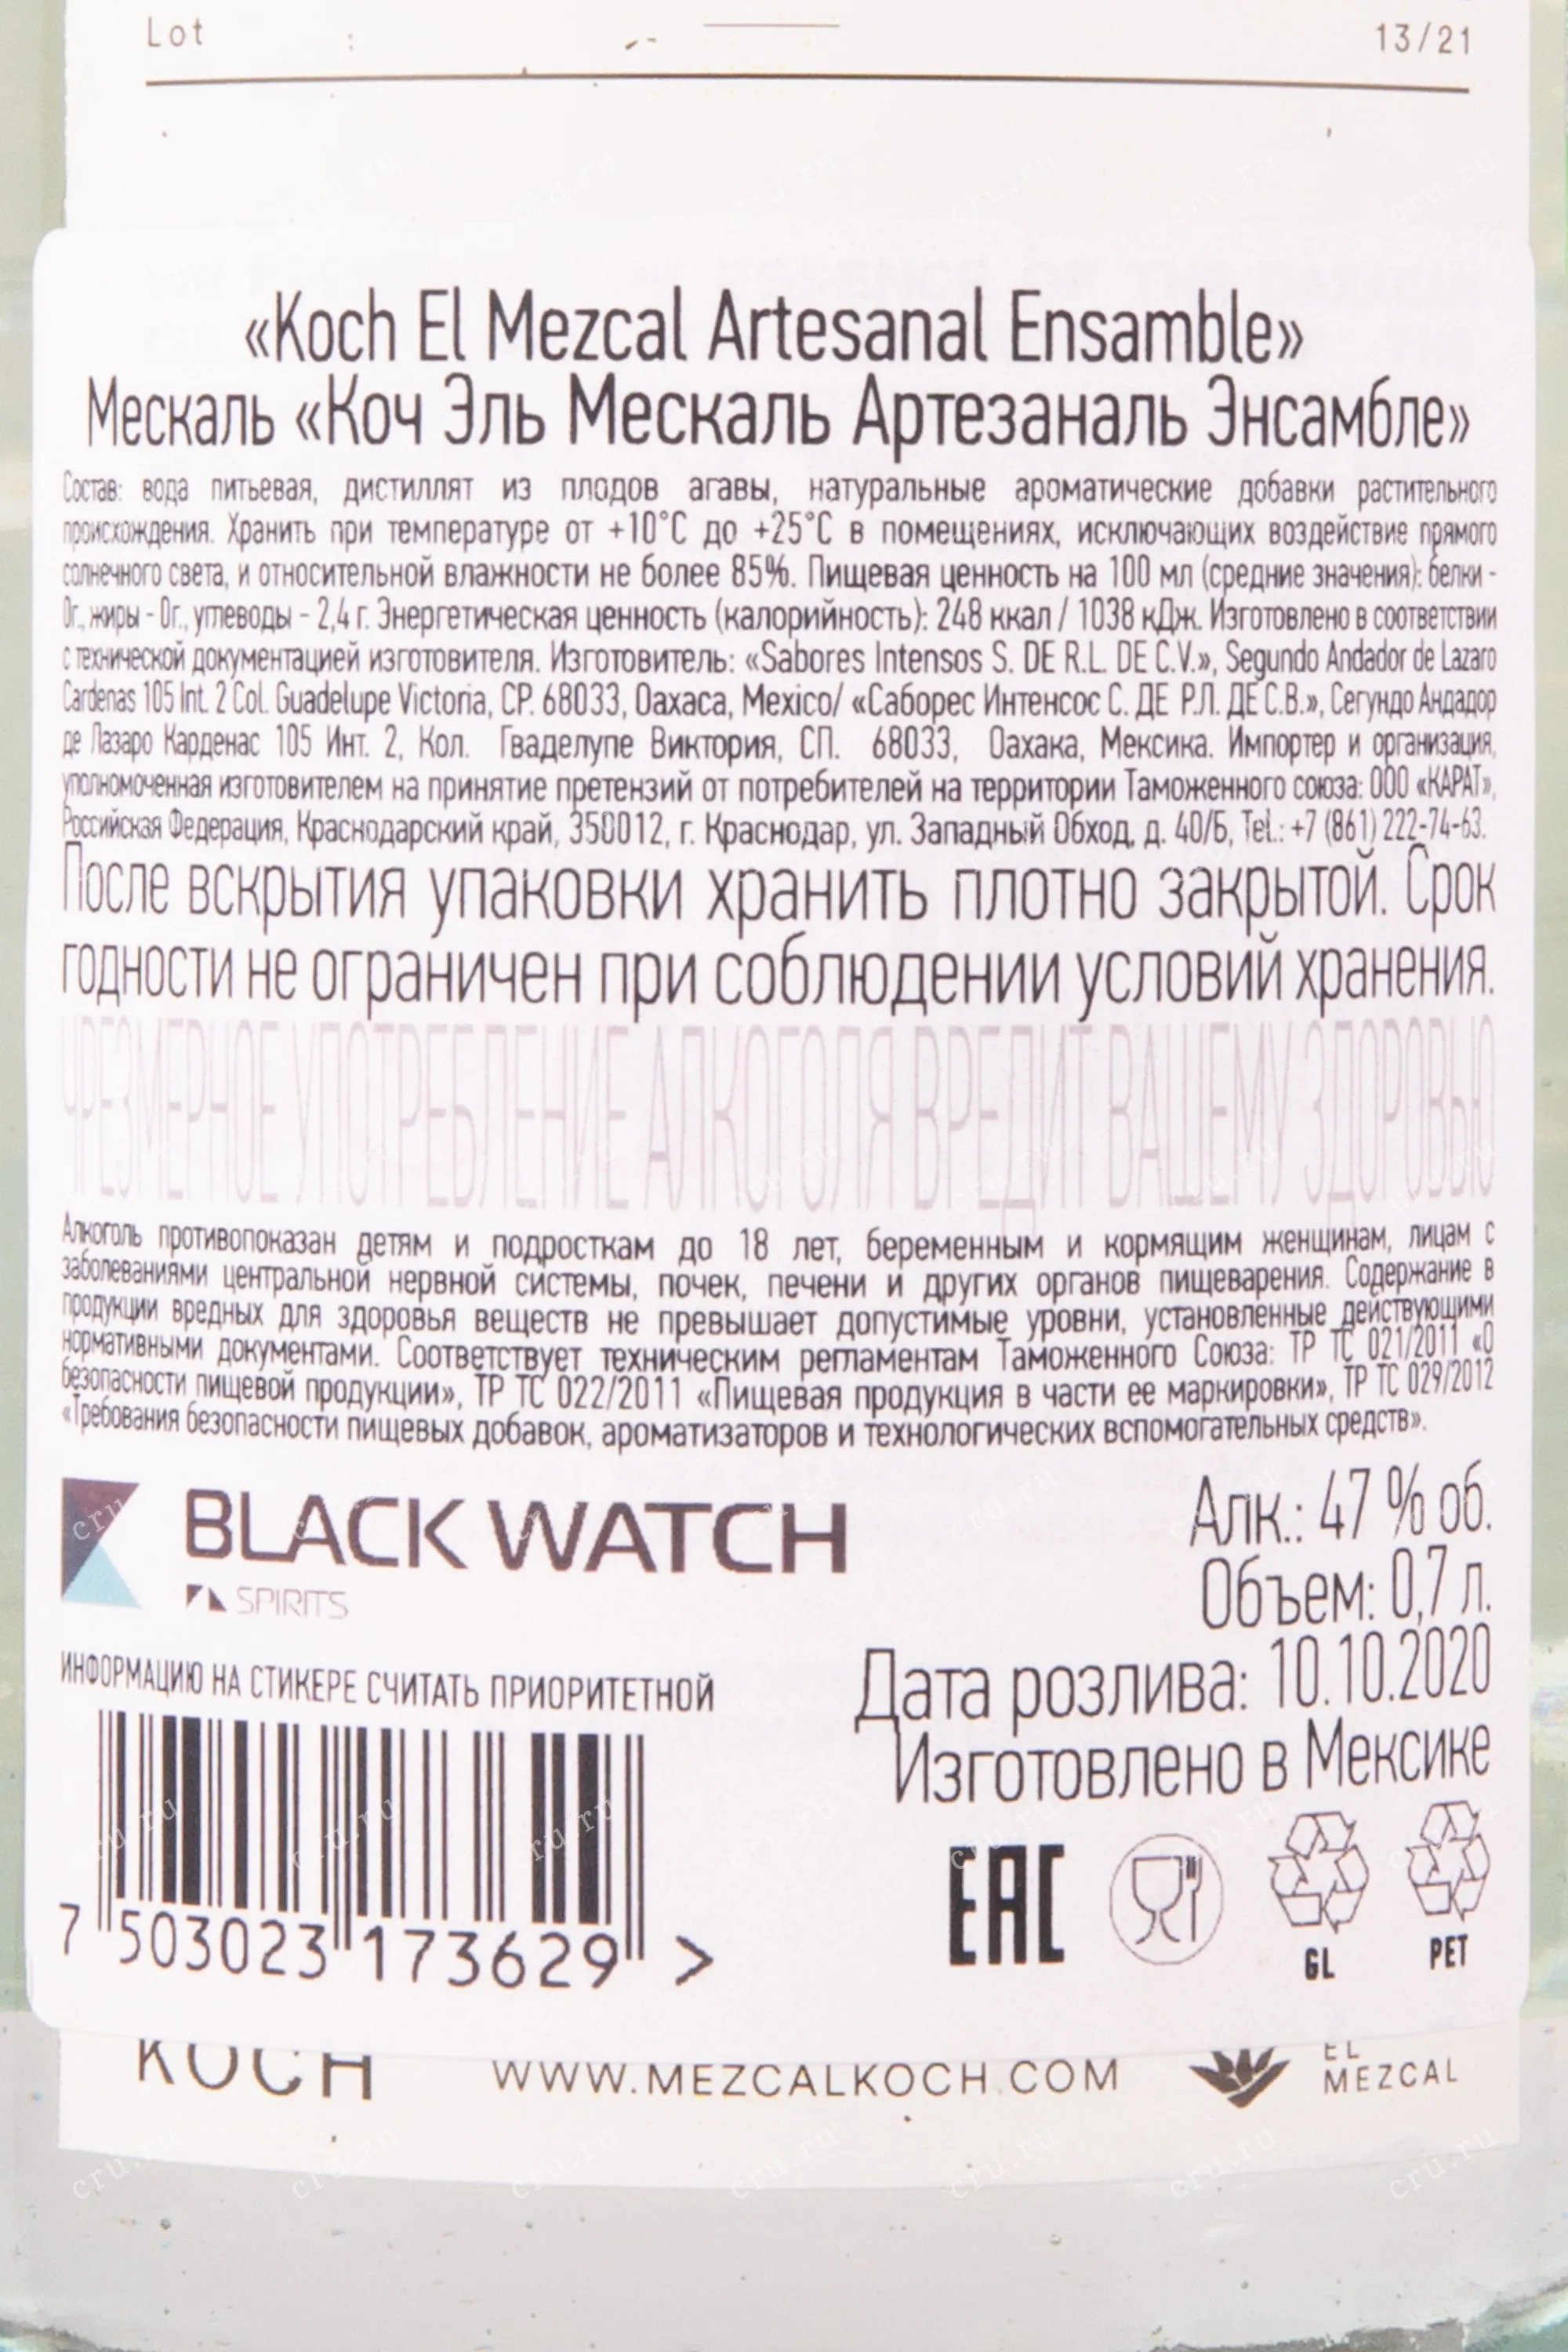 Lot : 13/21
«Koch El Mezcal Artesanal Ensamble»
Мескаль «Коч Эль Мескаль Артезаналь Энсамбле»
Состав: вода питьевая, дистиллят из плодов агавы, натуральные ароматические добавки растительного
происхождения. Хранить при температуре от +10°C до +25°C в помещениях, исключающих воздействие прямого
солнечного света, и относительной влажности не более 85%. Пищевая ценность на 100 мл (средние значения): белки -
0г., жиры - 0г., углеводы - 2,4 г. Энергетическая ценность (калорийность): 248 ккал / 1038 кДж. Изготовлено в соответствии
с технической документацией изготовителя. Изготовитель: «Sabores Intensos S. DE R.L. DE C.V.», Segundo Andador de Lazaro
Cardenas 105 Int. 2 Col. Guadelupe Victoria, CP. 68033, Oaxaca, Mexico/ «Саборес Интенсос С. ДЕ Р.Л. ДЕ С.В.», Сегундо Андадор
де Лазаро Карденас 105 Инт. 2, Кол. Гваделупе Виктория, СП. 68033, Оахака, Мексика. Импортер и организация,
уполномоченная изготовителем на принятие претензий от потребителей на территории Таможенного союза: ООО «КАРАТ»,
Российская Федерация, Краснодарский край, 350012, г. Краснодар, ул. Западный Обход, д. 40/Б, Tel.: +7 (861) 222-74-63.
После вскрытия упаковки хранить плотно закрытой. Срок
годности не ограничен при соблюдении условий хранения.
ЧРЕЗМЕРНОЕ УПОТРЕБЛЕНИЕ АЛКОГОЛЯ ВРЕДИТ ВАШЕМУ ЗДОРОВЬЮ
Алкоголь противопоказан детям и подросткам до 18 лет, беременным и кормящим женщинам, лицам с
заболеваниями центральной нервной системы, почек, печени и других органов пищеварения. Содержание в
продукции вредных для здоровья веществ не превышает допустимые уровни, установленные действующими
нормативными документами. Соответствует техническим регламентам Таможенного Союза: ТР ТС 021/2011 «О
безопасности пищевой продукции», ТР ТС 022/2011 «Пищевая продукция в части ее маркировки», ТР ТС 029/2012
«Требования безопасности пищевых добавок, ароматизаторов и технологических вспомогательных средств».
BLACK WATCH
SPIRITS
Алк.: 47 % об.
Объем: 0,7 л.
Дата розлива: 10.10.2020
Изготовлено в Мексике
ИНФОРМАЦИЮ НА СТИКЕРЕ СЧИТАТЬ ПРИОРИТЕТНОЙ
7 503023 173629 >
EAC
GL
PET
KOCH
WWW.MEZCALKOCH.COM
EL
MEZCAL
cru.ru